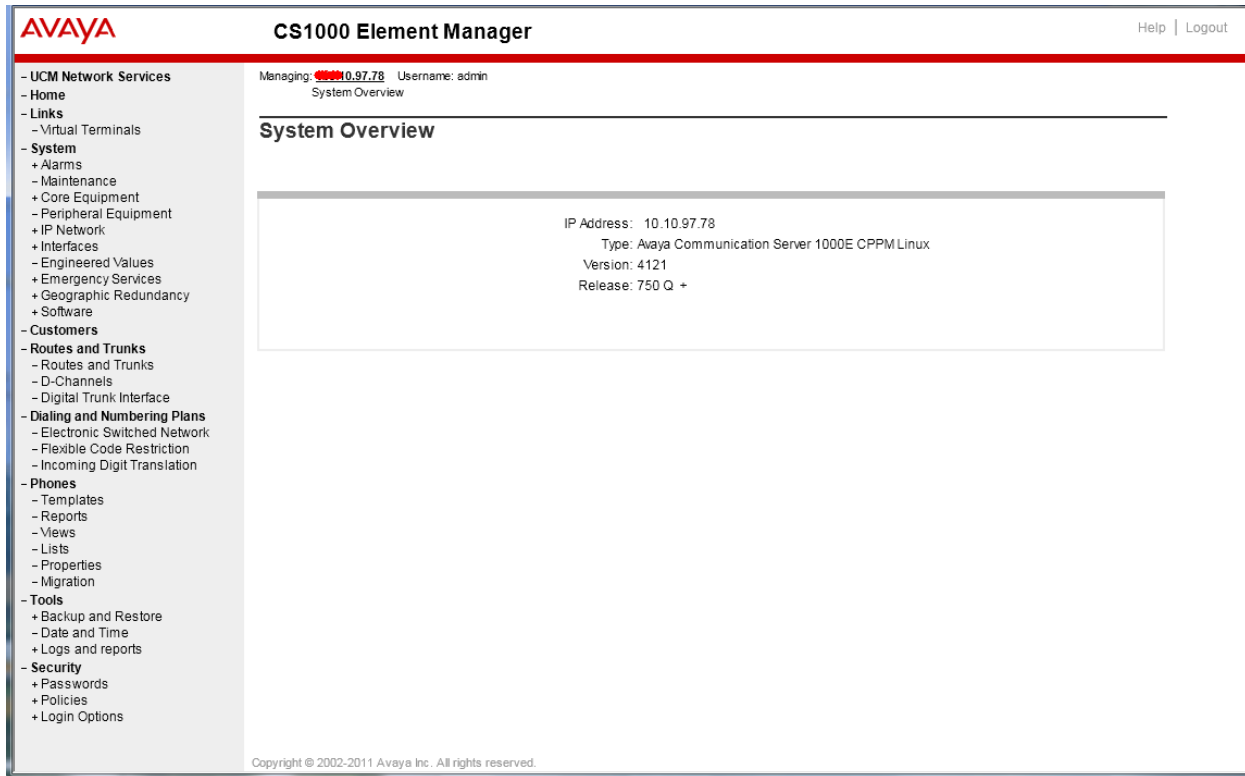 AVAYA
CS1000 Element Manager
Help | Logout
– UCM Network Services
– Home
– Links
– Virtual Terminals
– System
+ Alarms
– Maintenance
+ Core Equipment
– Peripheral Equipment
+ IP Network
+ Interfaces
– Engineered Values
+ Emergency Services
+ Geographic Redundancy
+ Software
– Customers
– Routes and Trunks
– Routes and Trunks
– D-Channels
– Digital Trunk Interface
– Dialing and Numbering Plans
– Electronic Switched Network
– Flexible Code Restriction
– Incoming Digit Translation
– Phones
– Templates
– Reports
– Views
– Lists
– Properties
– Migration
– Tools
+ Backup and Restore
– Date and Time
+ Logs and reports
– Security
+ Passwords
+ Policies
+ Login Options
Managing: 0.97.78 Username: admin
System Overview
System Overview
IP Address: 10.10.97.78
Type: Avaya Communication Server 1000E CPPM Linux
Version: 4121
Release: 750 Q +
Copyright © 2002-2011 Avaya Inc. All rights reserved.